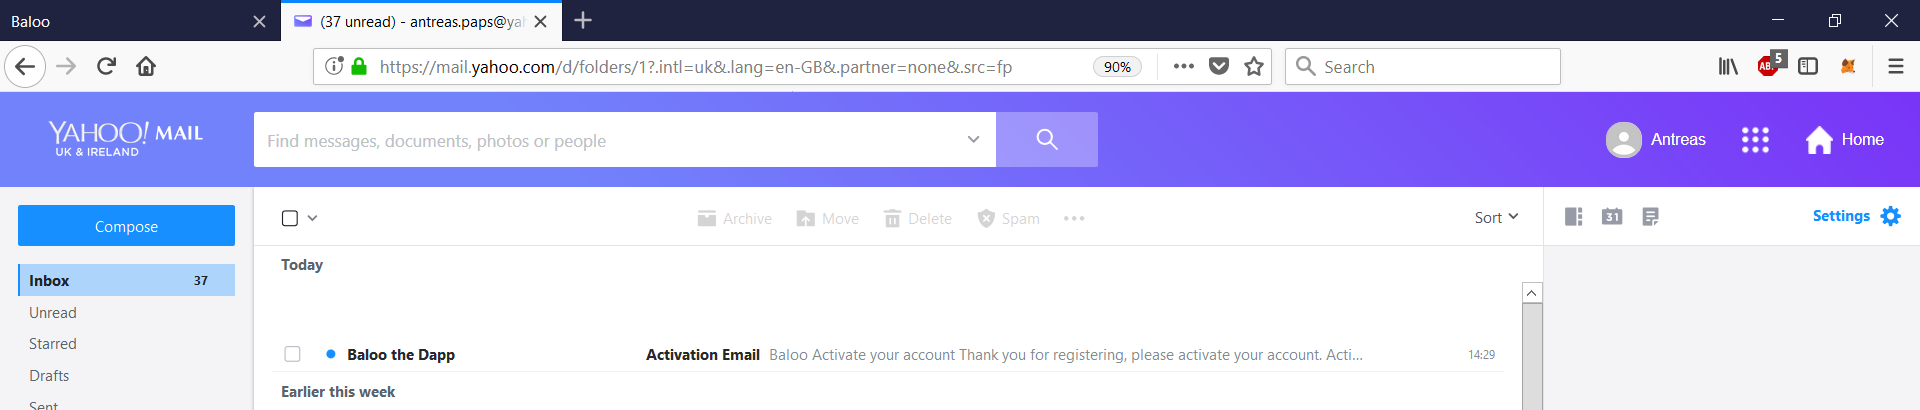 Baloo
(37 unread) - antreas.paps@yah
https://mail.yahoo.com/d/folders/1?.intl=uk&.lang=en-GB&.partner=none&.src=fp
90%
Search
ABP
5
YAHOO! MAIL
UK & IRELAND
Find messages, documents, photos or people
Antreas
Home
Compose
Archive
Move
Delete
Spam
Sort
31
Settings
Inbox 37
Today
Unread
Starred
Baloo the Dapp Activation Email Baloo Activate your account Thank you for registering, please activate your account. Acti... 14:29
Drafts
Earlier this week
Sent